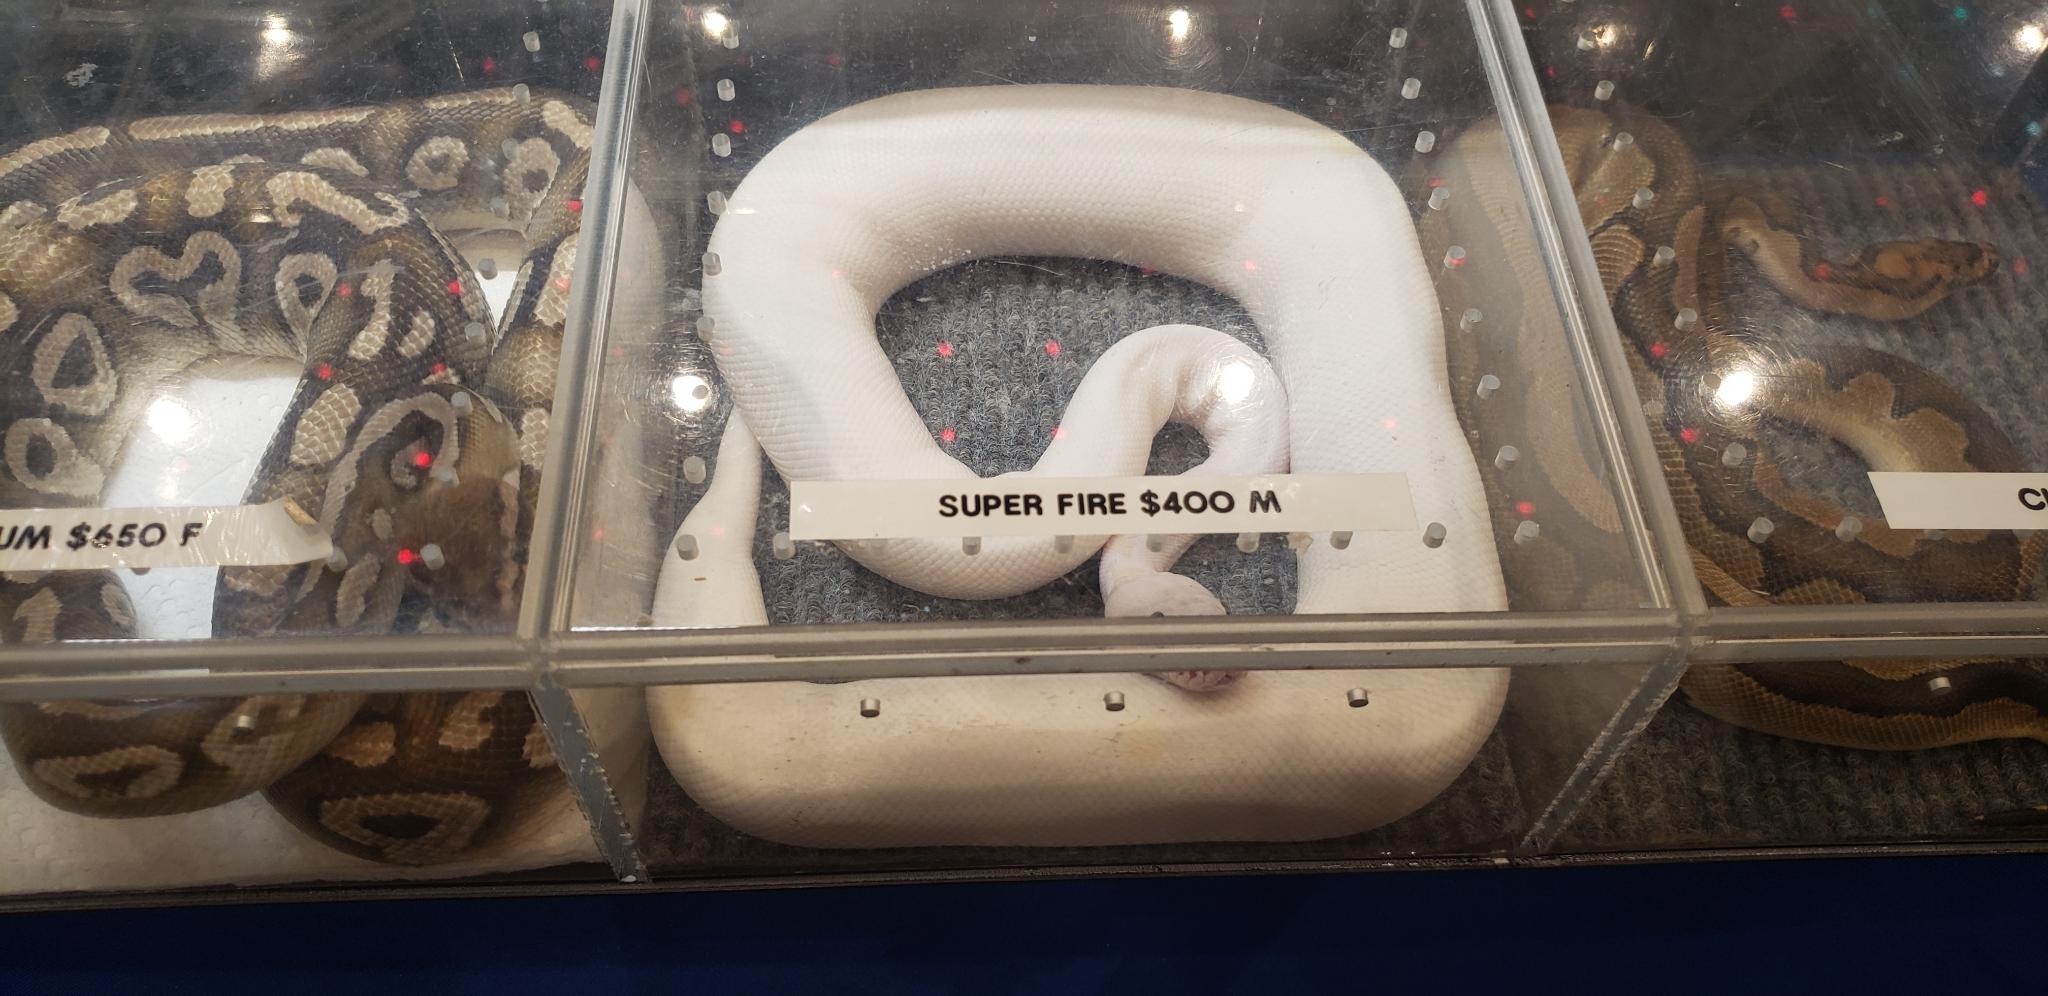 UM $650 F
SUPER FIRE $400 M